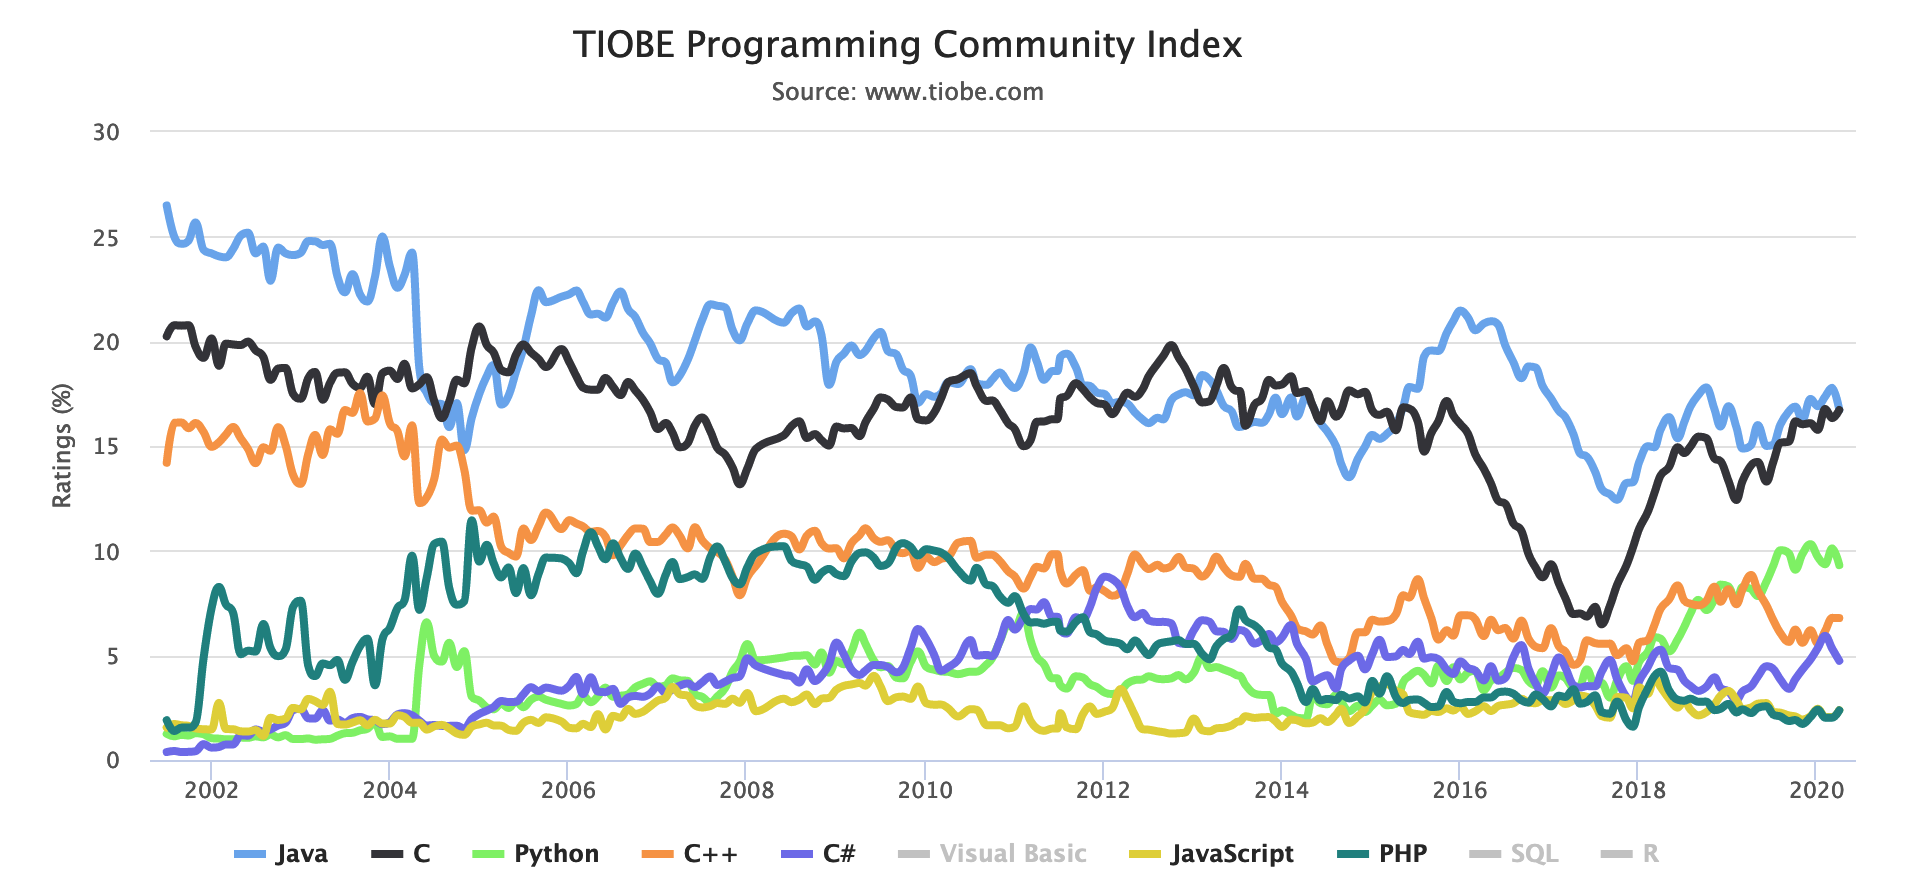 TIOBE Programming Community Index
Source: www.tiobe.com
Ratings (%)
30
25
20
15
10
5
0
2002 2004 2006 2008 2010 2012 2014 2016 2018 2020
Java C Python C++ C# Visual Basic JavaScript PHP SQL R